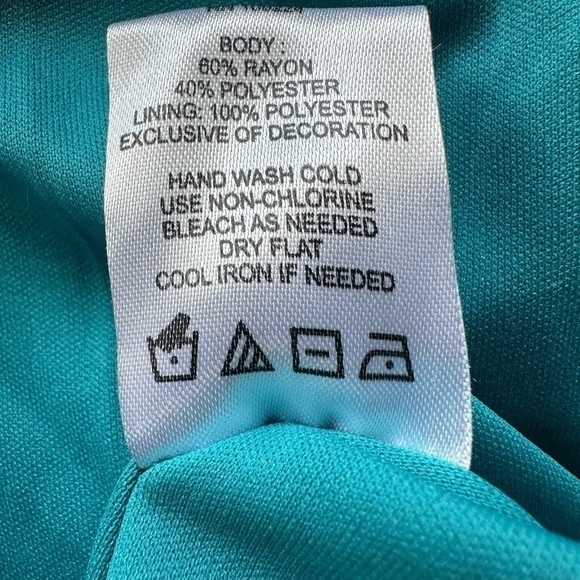 BODY :
60% RAYON
40% POLYESTER
LINING: 100% POLYESTER
EXCLUSIVE OF DECORATION
HAND WASH COLD
USE NON-CHLORINE
BLEACH AS NEEDED
DRY FLAT
COOL IRON IF NEEDED